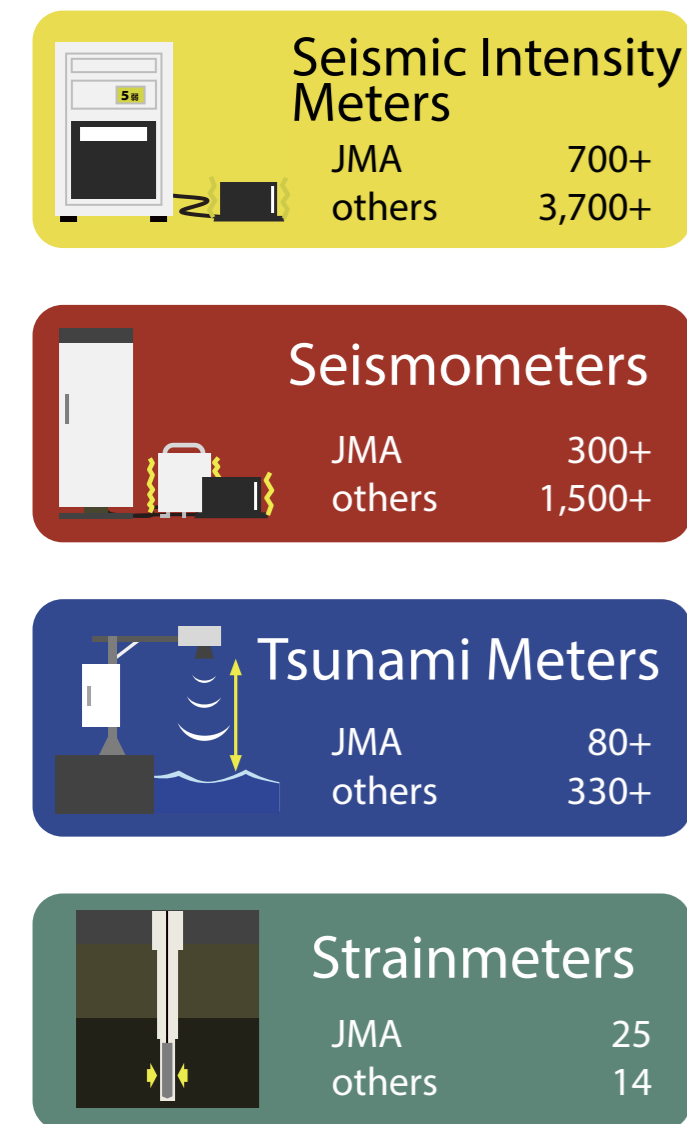 Seismic Intensity
Meters
5弱
JMA 700+
others 3,700+
Seismometers
JMA 300+
others 1,500+
Tsunami Meters
JMA 80+
others 330+
Strainmeters
JMA 25
others 14